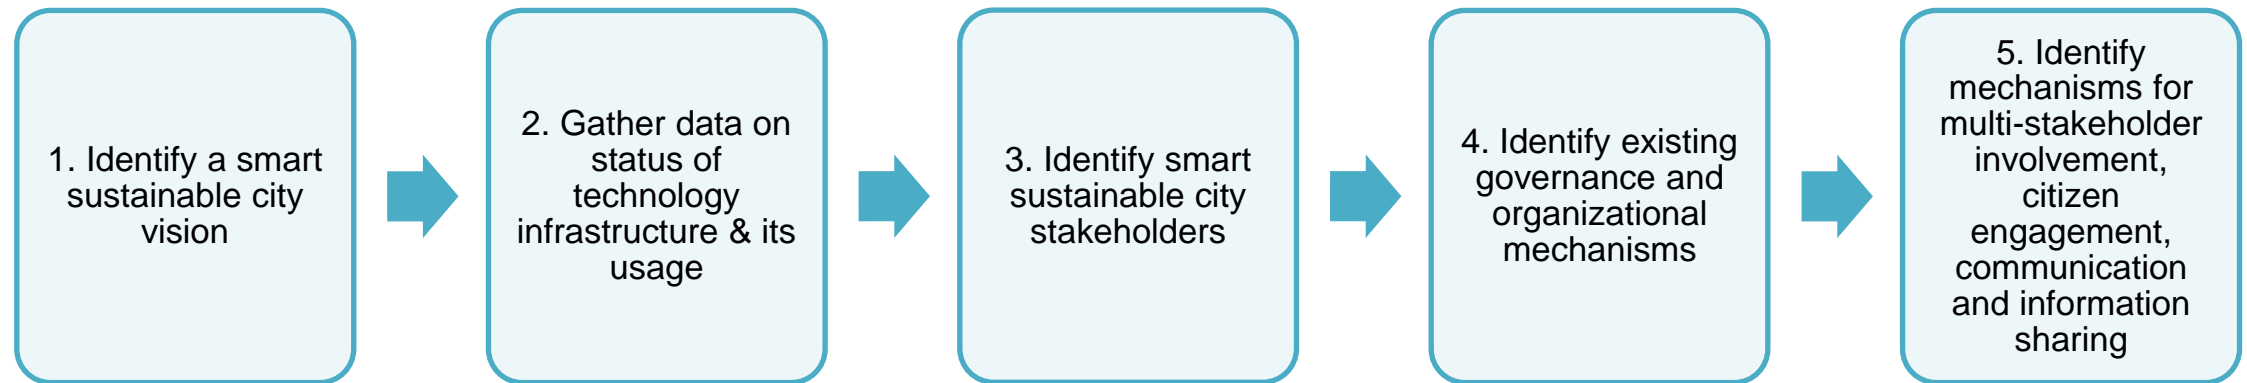 1. Identify a smart
sustainable city
vision
2. Gather data on
status of
technology
infrastructure & its
usage
3. Identify smart
sustainable city
stakeholders
4. Identify existing
governance and
organizational
mechanisms
5. Identify
mechanisms for
multi-stakeholder
involvement,
citizen
engagement,
communication
and information
sharing